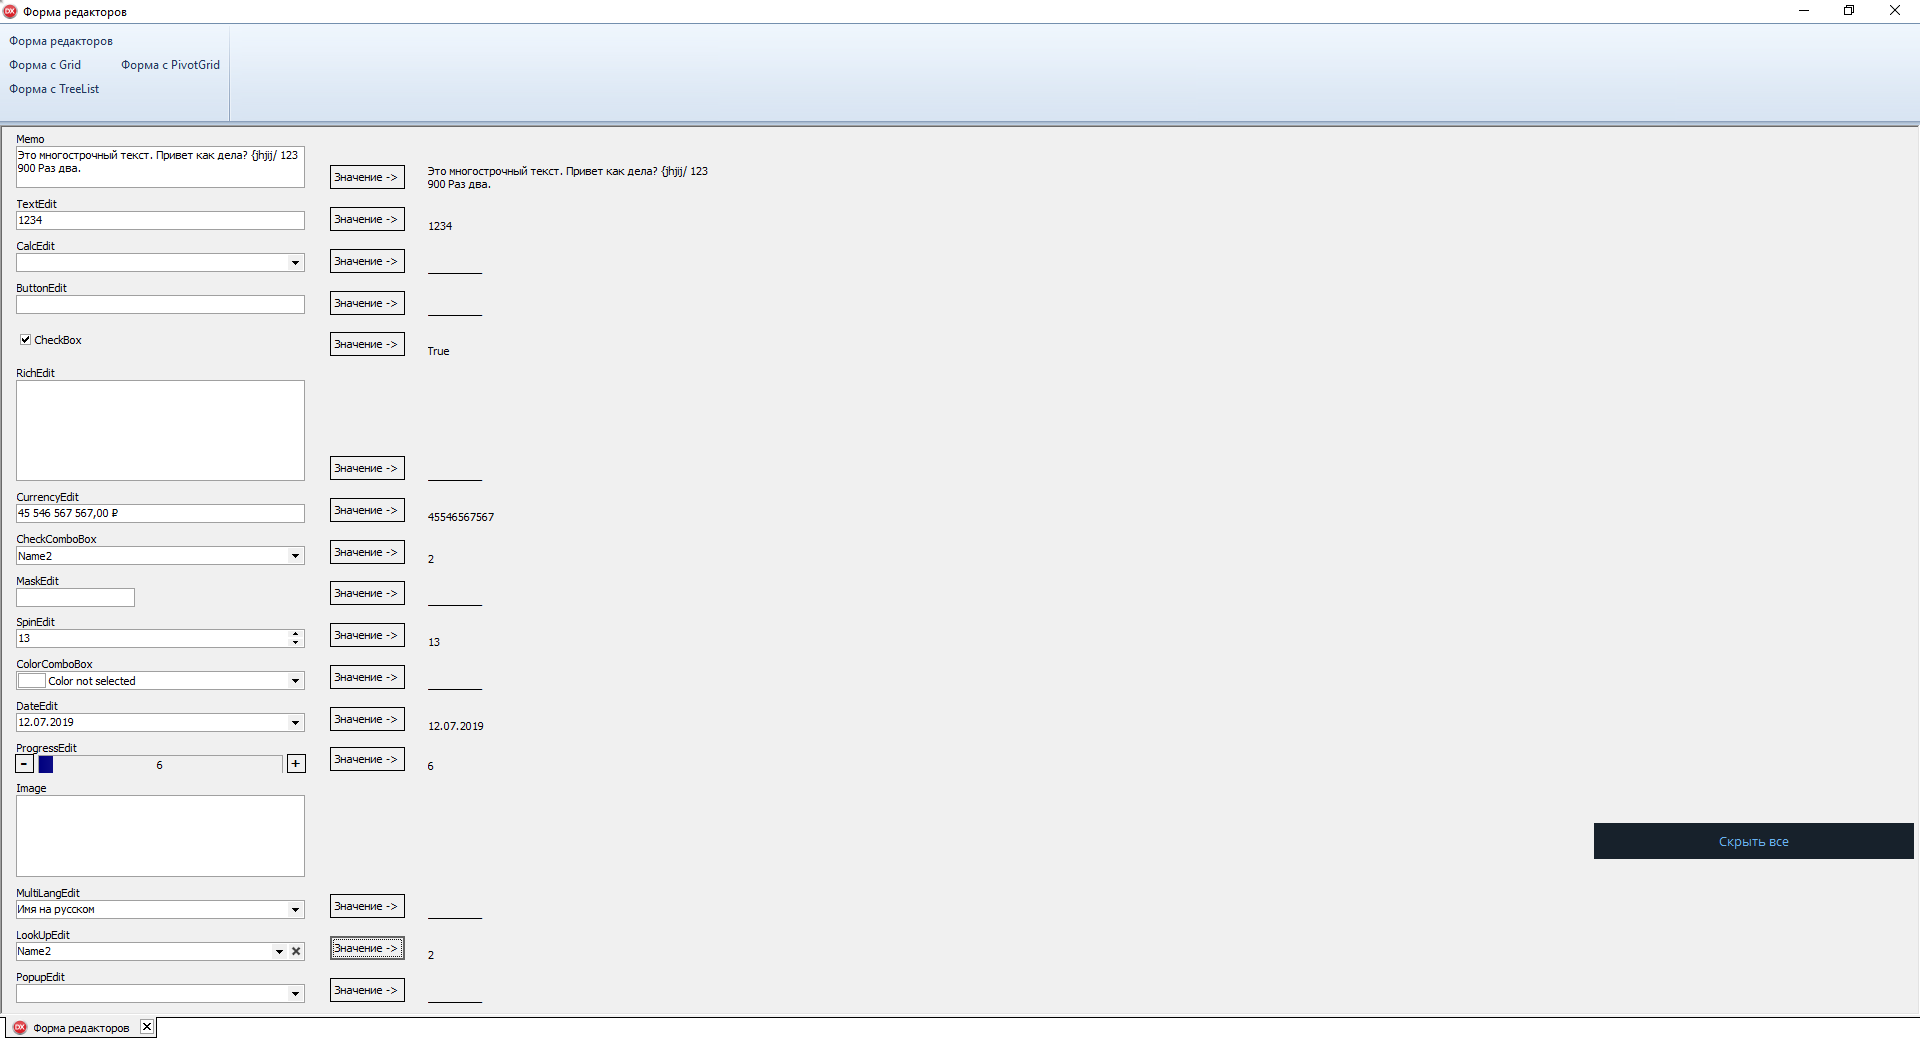 Форма редакторов
Форма редакторов
Форма с Grid Форма с PivotGrid
Форма с TreeList
Memo
Это многострочный текст. Привет как дела? {jhjij/ 123
900 Раз два.
Значение ->
Это многострочный текст. Привет как дела? {jhjij/ 123
900 Раз два.
TextEdit
1234
Значение ->
1234
CalcEdit
Значение ->
ButtonEdit
Значение ->
CheckBox
Значение ->
True
RichEdit
Значение ->
CurrencyEdit
45 546 567 567,00 ₽
Значение ->
45546567567
CheckComboBox
Name2
Значение ->
2
MaskEdit
Значение ->
SpinEdit
13
Значение ->
13
ColorComboBox
Color not selected
Значение ->
DateEdit
12.07.2019
Значение ->
12.07.2019
ProgressEdit
- 6 +
Значение ->
6
Image
Скрыть все
MultiLangEdit
Имя на русском
Значение ->
LookUpEdit
Name2
Значение ->
2
PopupEdit
Значение ->
DX Форма редакторов